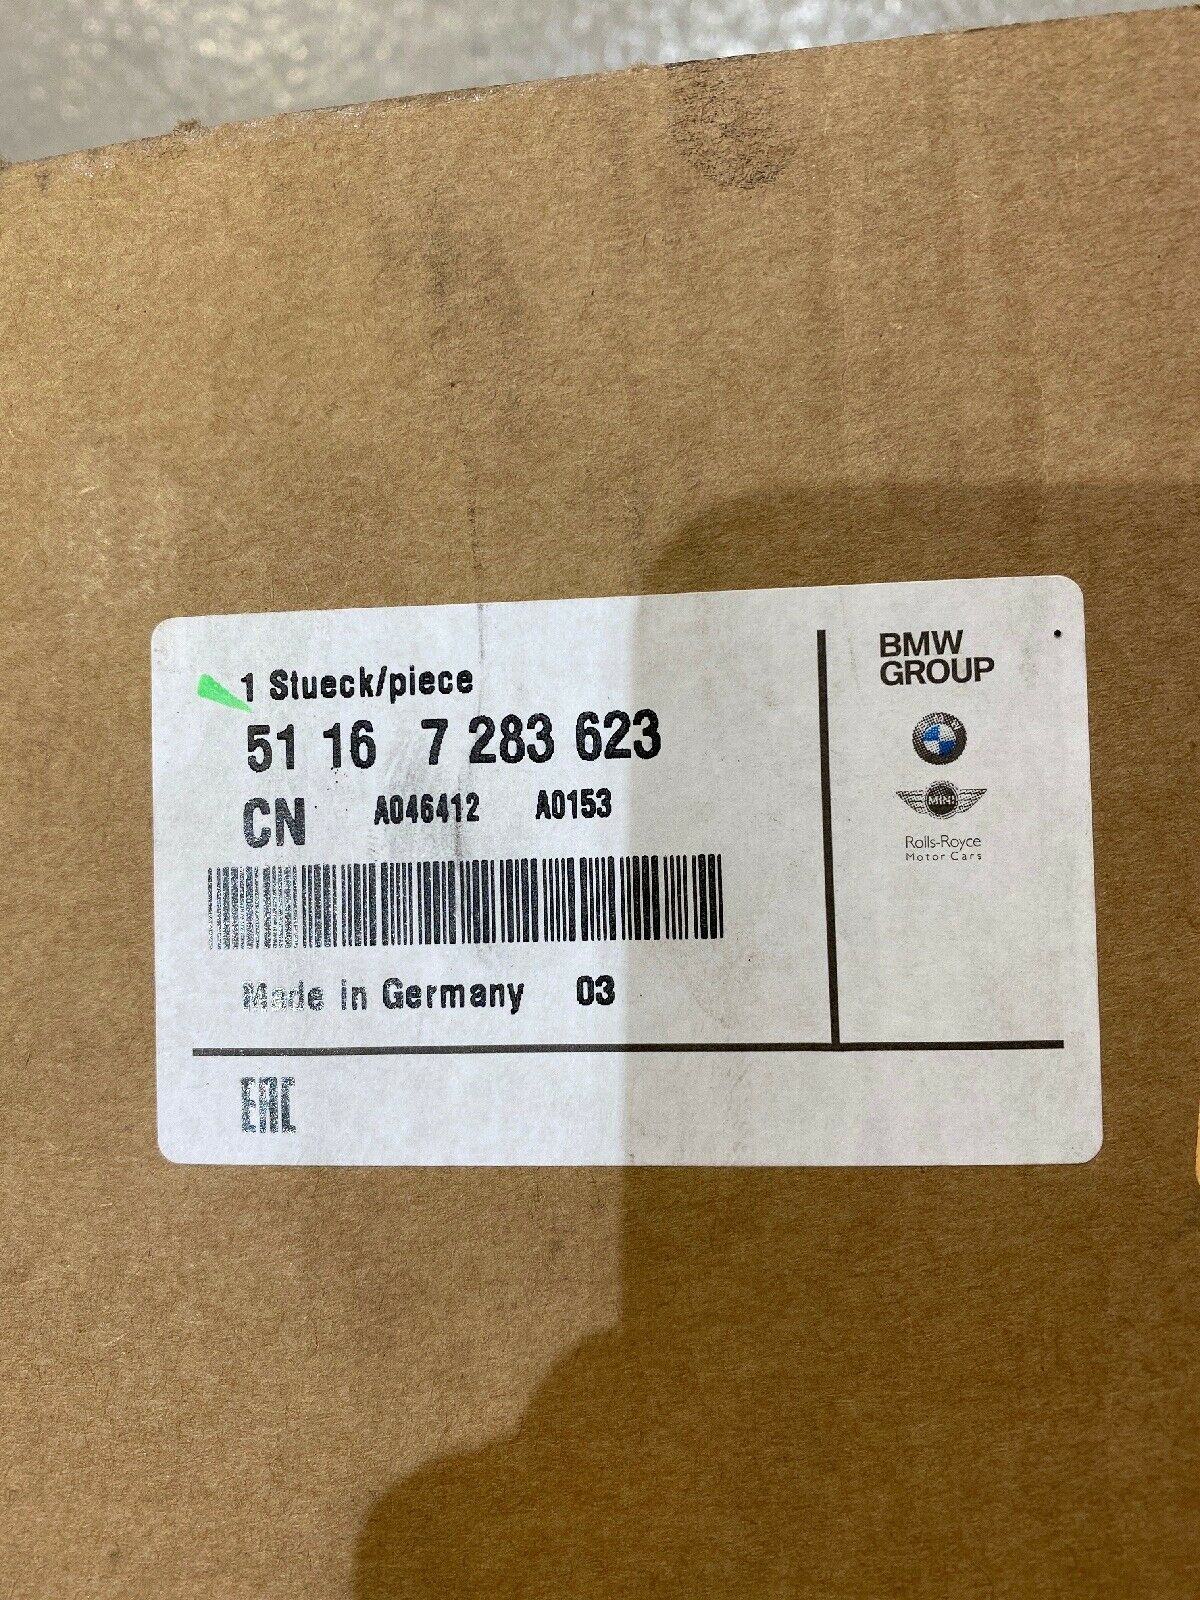 1 Stueck/piece
51 16 7 283 623
CN A046412 A0153
Made in Germany 03
EAC
BMW
GROUP
MINI
Rolls-Royce
Motor Cars